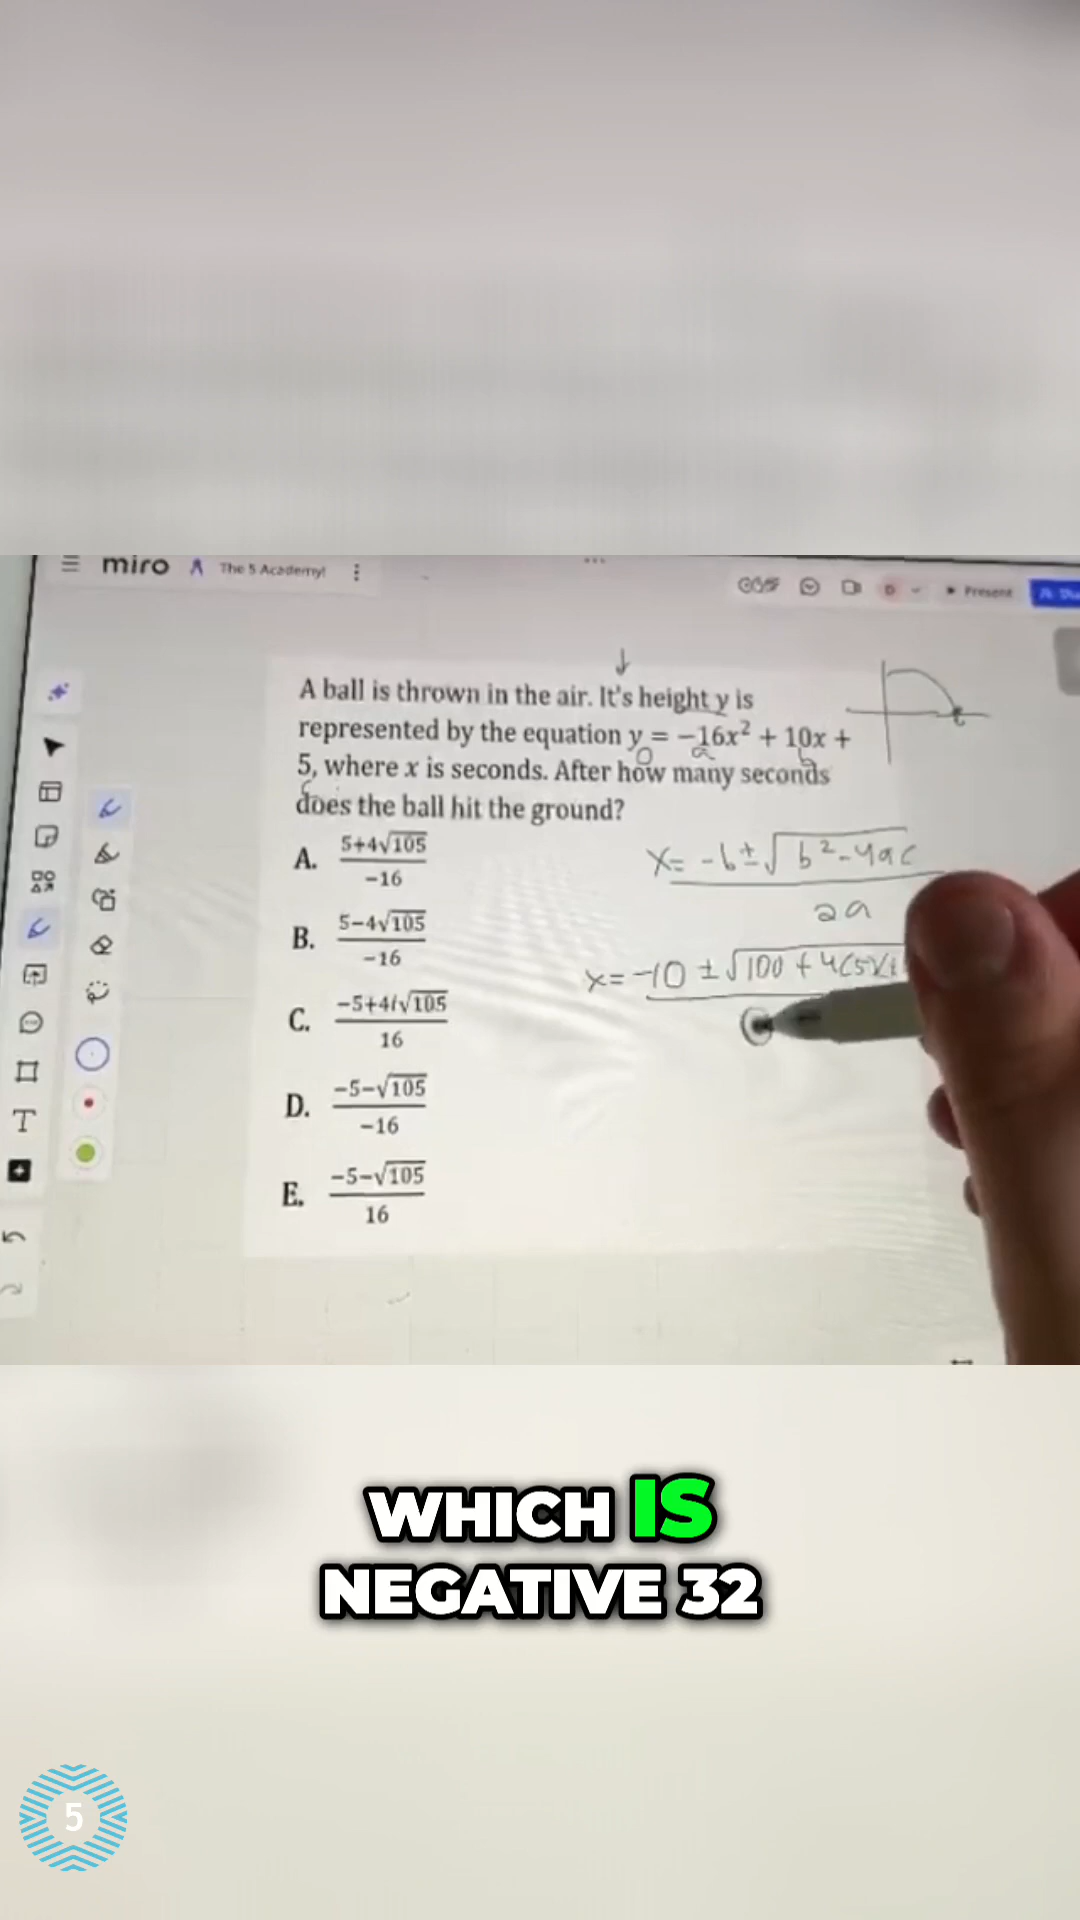 miro
The 5 Academy!
Present
A ball is thrown in the air. It's height y is
represented by the equation y = −16x² + 10x +
0 a b
5, where x is seconds. After how many seconds
c
does the ball hit the ground?
A. (5+4√105)/(−16)
B. (5−4√105)/(−16)
C. (−5+4i√105)/16
D. (−5−√105)/(−16)
E. (−5−√105)/16
x= -b ± √(b²-4ac)
2a
x= -10 ± √100 + 4(5)(1
WHICH IS
NEGATIVE 32
5